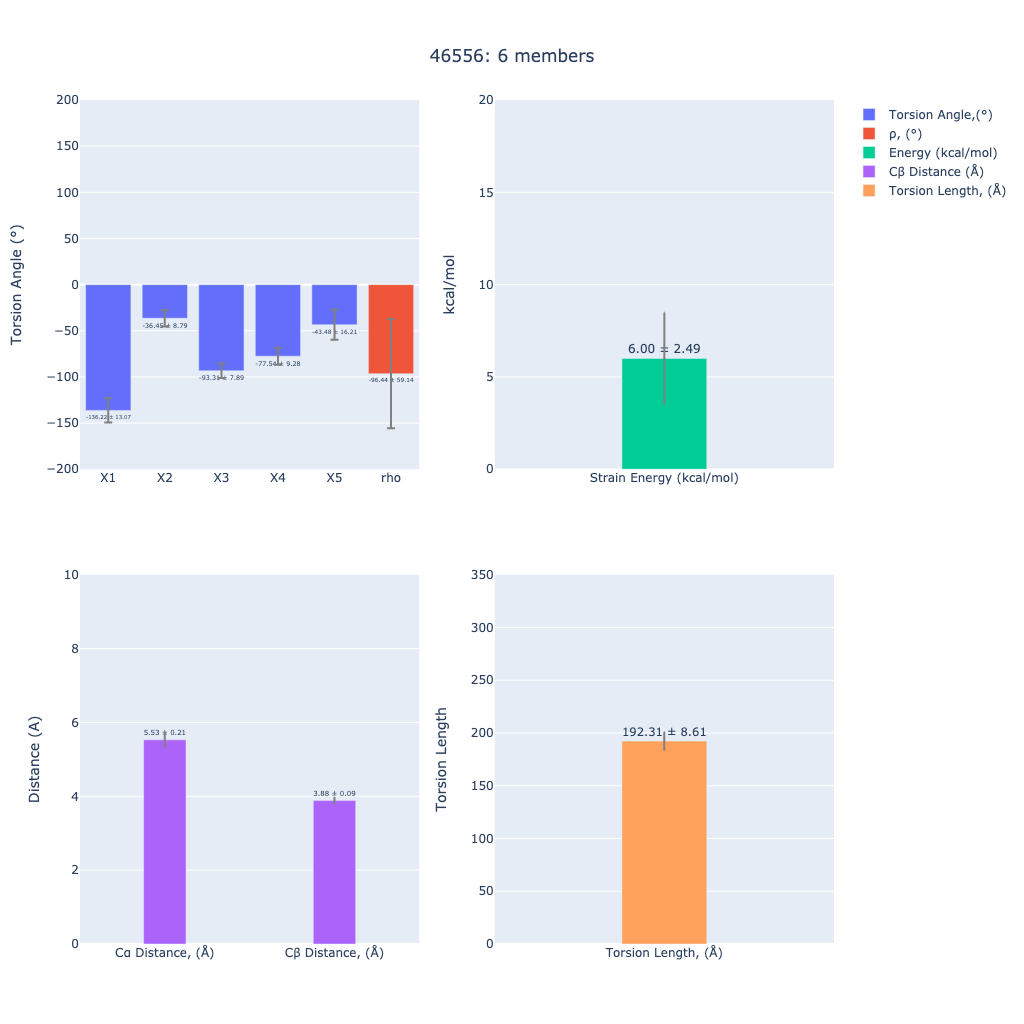 46556: 6 members
Torsion Angle (°)
200
150
100
50
0
−50
−100
−150
−200
-136.22 ± 13.07
-36.45 ± 8.79
-93.31 ± 7.89
-77.54 ± 9.28
-43.48 ± 16.21
-96.44 ± 59.14
X1 X2 X3 X4 X5 rho
kcal/mol
20
15
10
5
0
6.00 ± 2.49
Strain Energy (kcal/mol)
Torsion Angle,(°)
ρ, (°)
Energy (kcal/mol)
Cβ Distance (Å)
Torsion Length, (Å)
Distance (A)
10
8
6
4
2
0
5.53 ± 0.21
3.88 ± 0.09
Cα Distance, (Å) Cβ Distance, (Å)
Torsion Length
350
300
250
200
150
100
50
0
192.31 ± 8.61
Torsion Length, (Å)